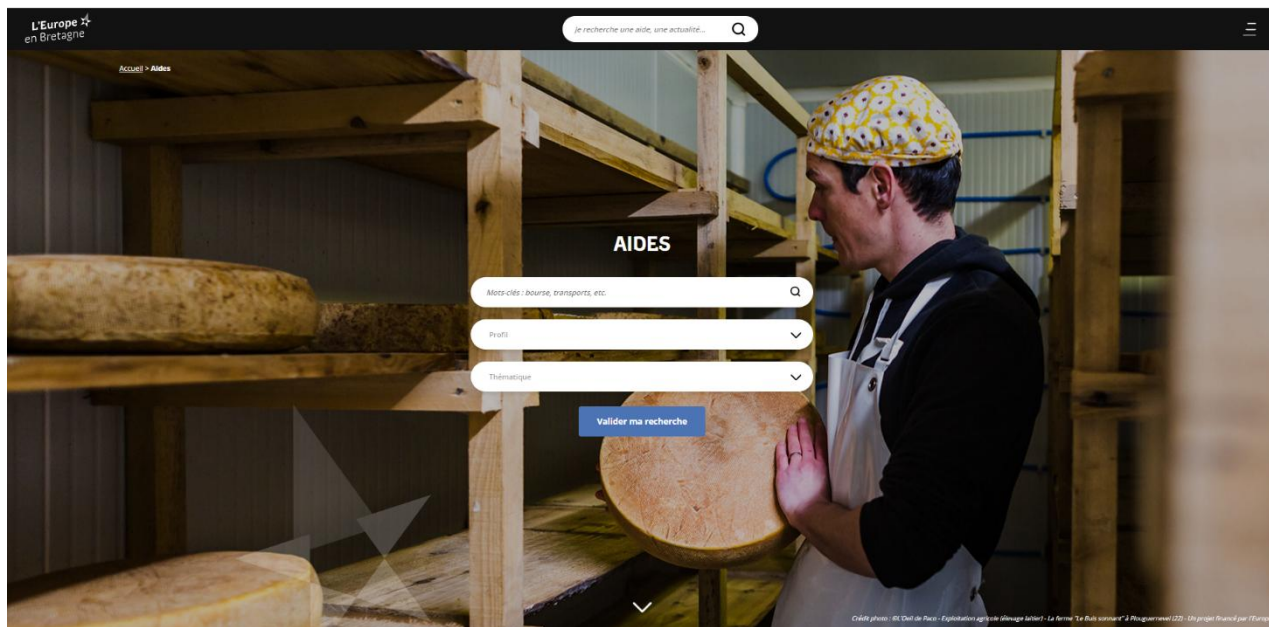 L'Europe
en Bretagne
Je recherche une aide, une actualité...
Accueil > Aides
AIDES
Mots-clés : bourse, transports, etc.
Profil
Thématique
Valider ma recherche
Crédit photo : ©L'Oeil de Paco - Exploitation agricole (élevage laitier) - La ferme "Le Buis sonnant" à Plouguernevel (22) - Un projet financé par l'Europe